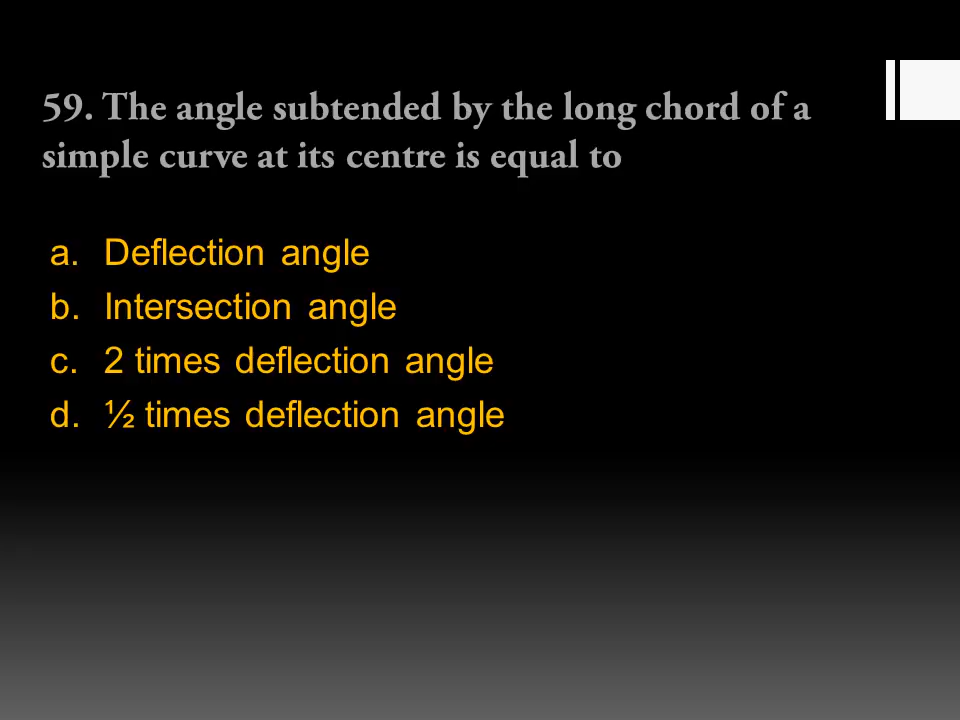 59. The angle subtended by the long chord of a
simple curve at its centre is equal to
a. Deflection angle
b. Intersection angle
c. 2 times deflection angle
d. ½ times deflection angle